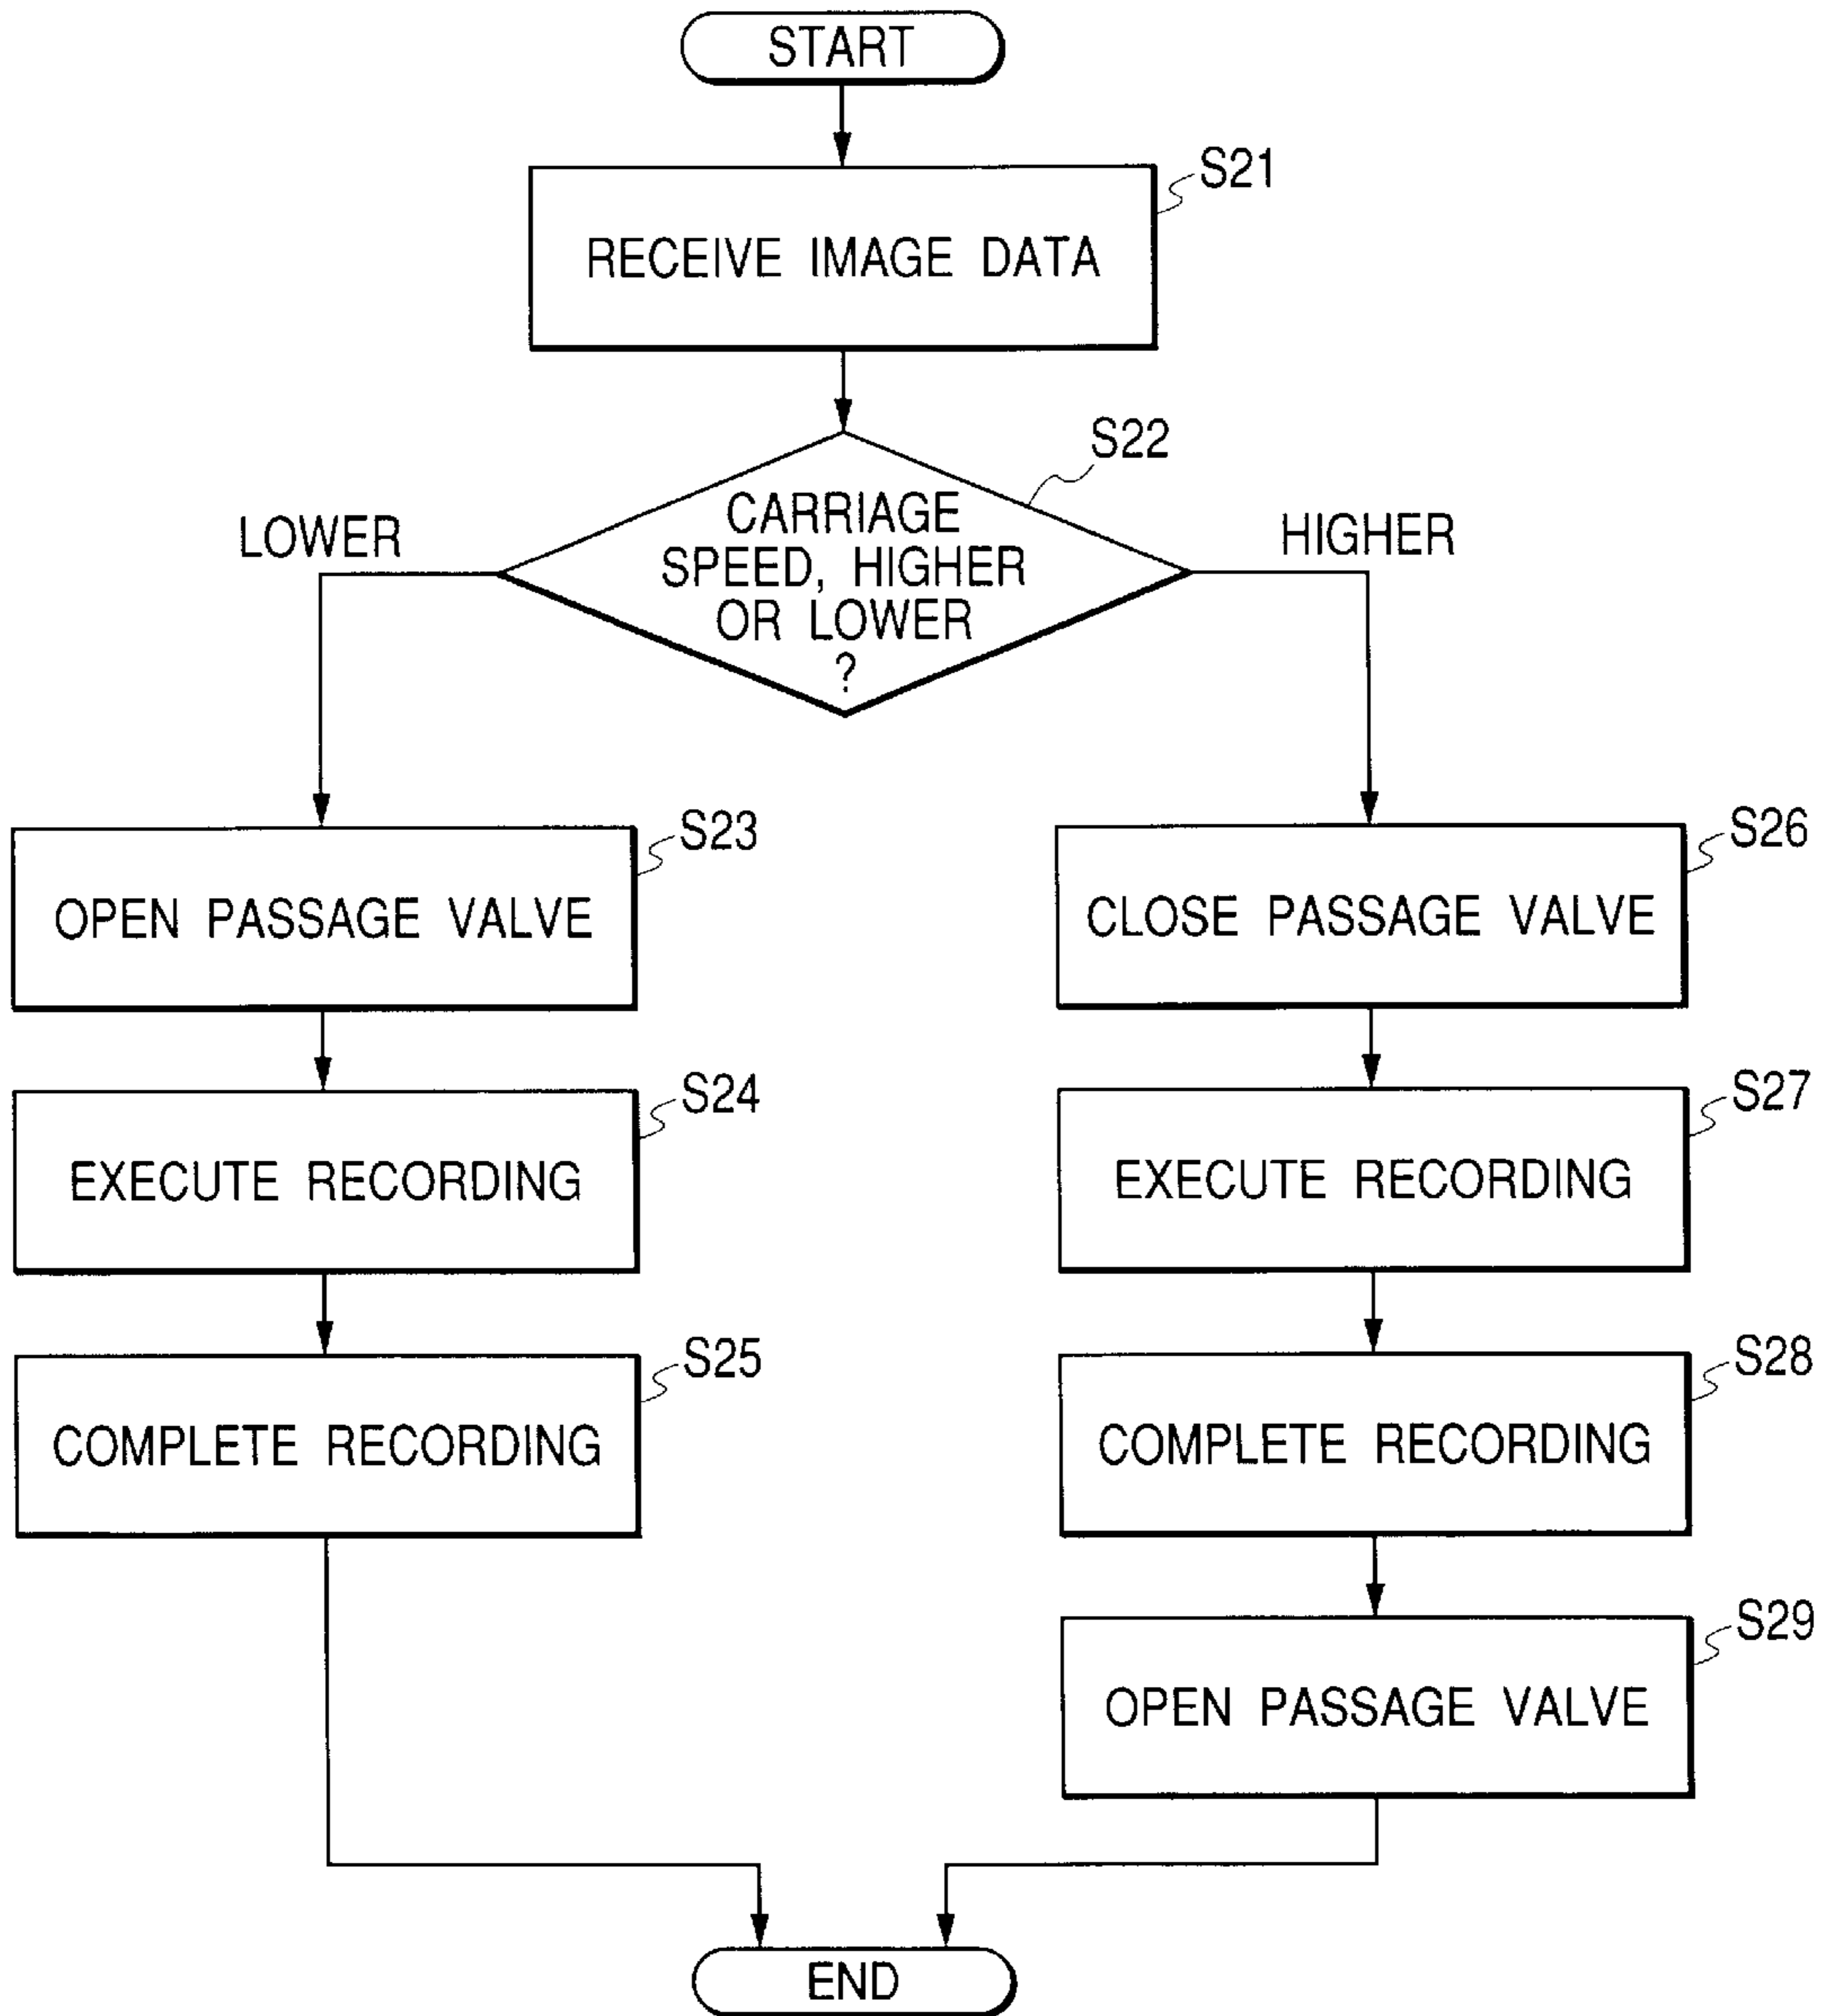 START
S21
RECEIVE IMAGE DATA
S22
CARRIAGE
SPEED, HIGHER
OR LOWER
?
LOWER
HIGHER
S23
OPEN PASSAGE VALVE
S24
EXECUTE RECORDING
S25
COMPLETE RECORDING
S26
CLOSE PASSAGE VALVE
S27
EXECUTE RECORDING
S28
COMPLETE RECORDING
S29
OPEN PASSAGE VALVE
END